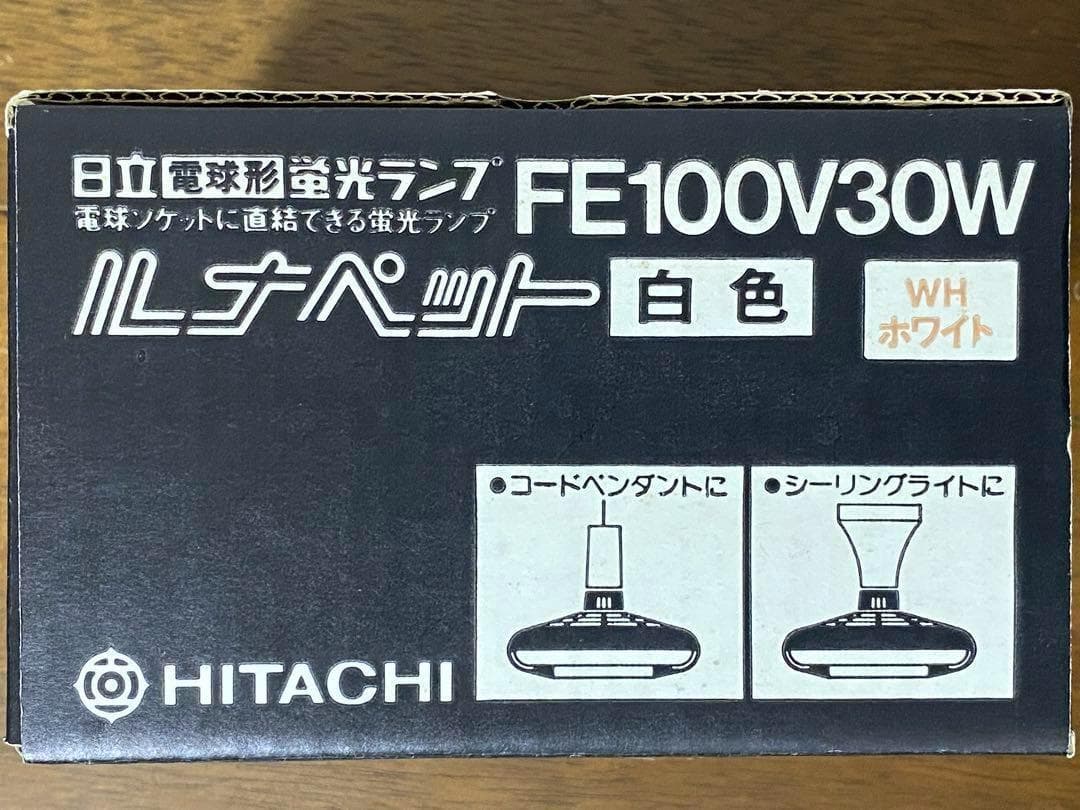 日立電球形蛍光ランプ FE100V30W
電球ソケットに直結できる蛍光ランプ
ルナペット 白色
WH
ホワイト
●コードペンダントに
●シーリングライトに
HITACHI